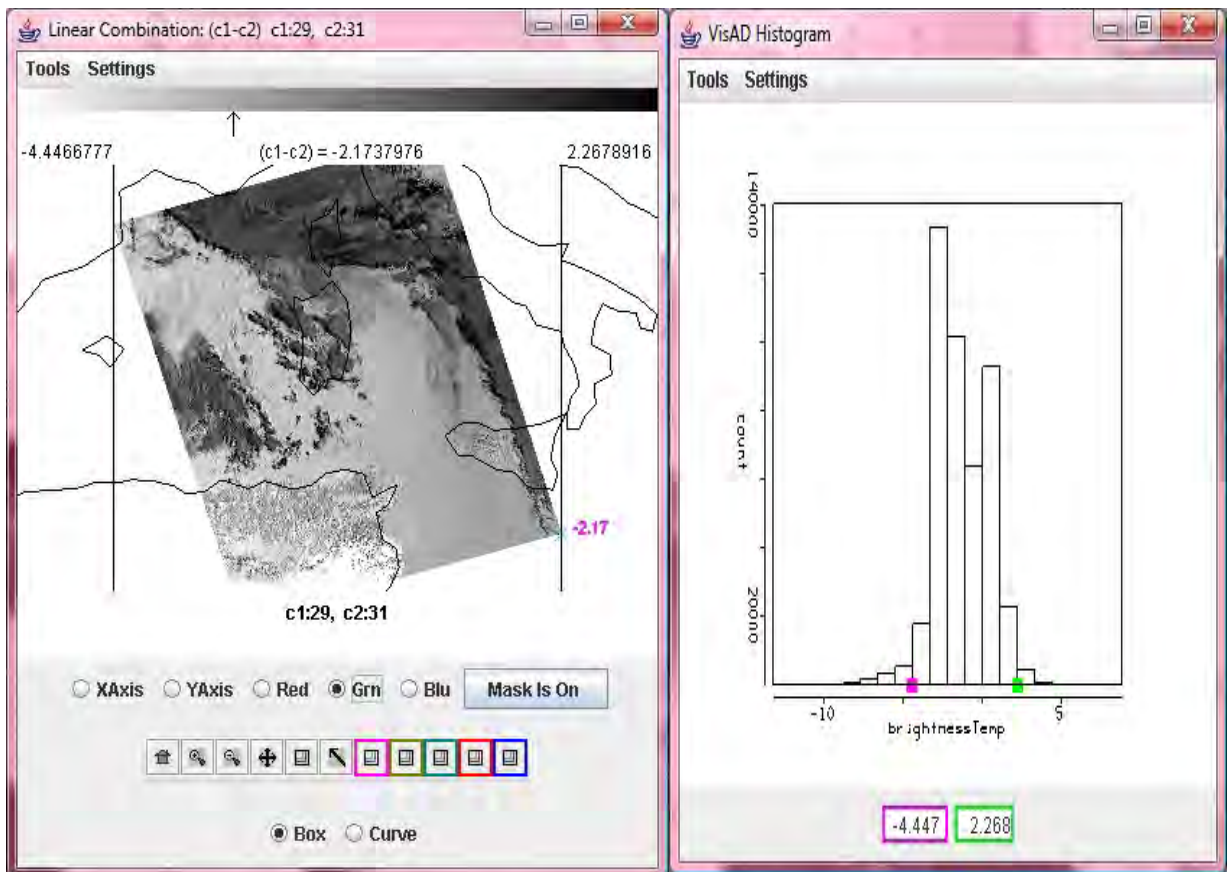 Linear Combination: (c1-c2) c1:29, c2:31
Tools Settings
-4.4466777 (c1-c2) = -2.1737976 2.2678916
-2.17
c1:29, c2:31
XAxis YAxis Red Grn Blu Mask Is On
Box Curve
VisAD Histogram
Tools Settings
140000
count
20000
-10 5
brightnessTemp
-4.447 2.268